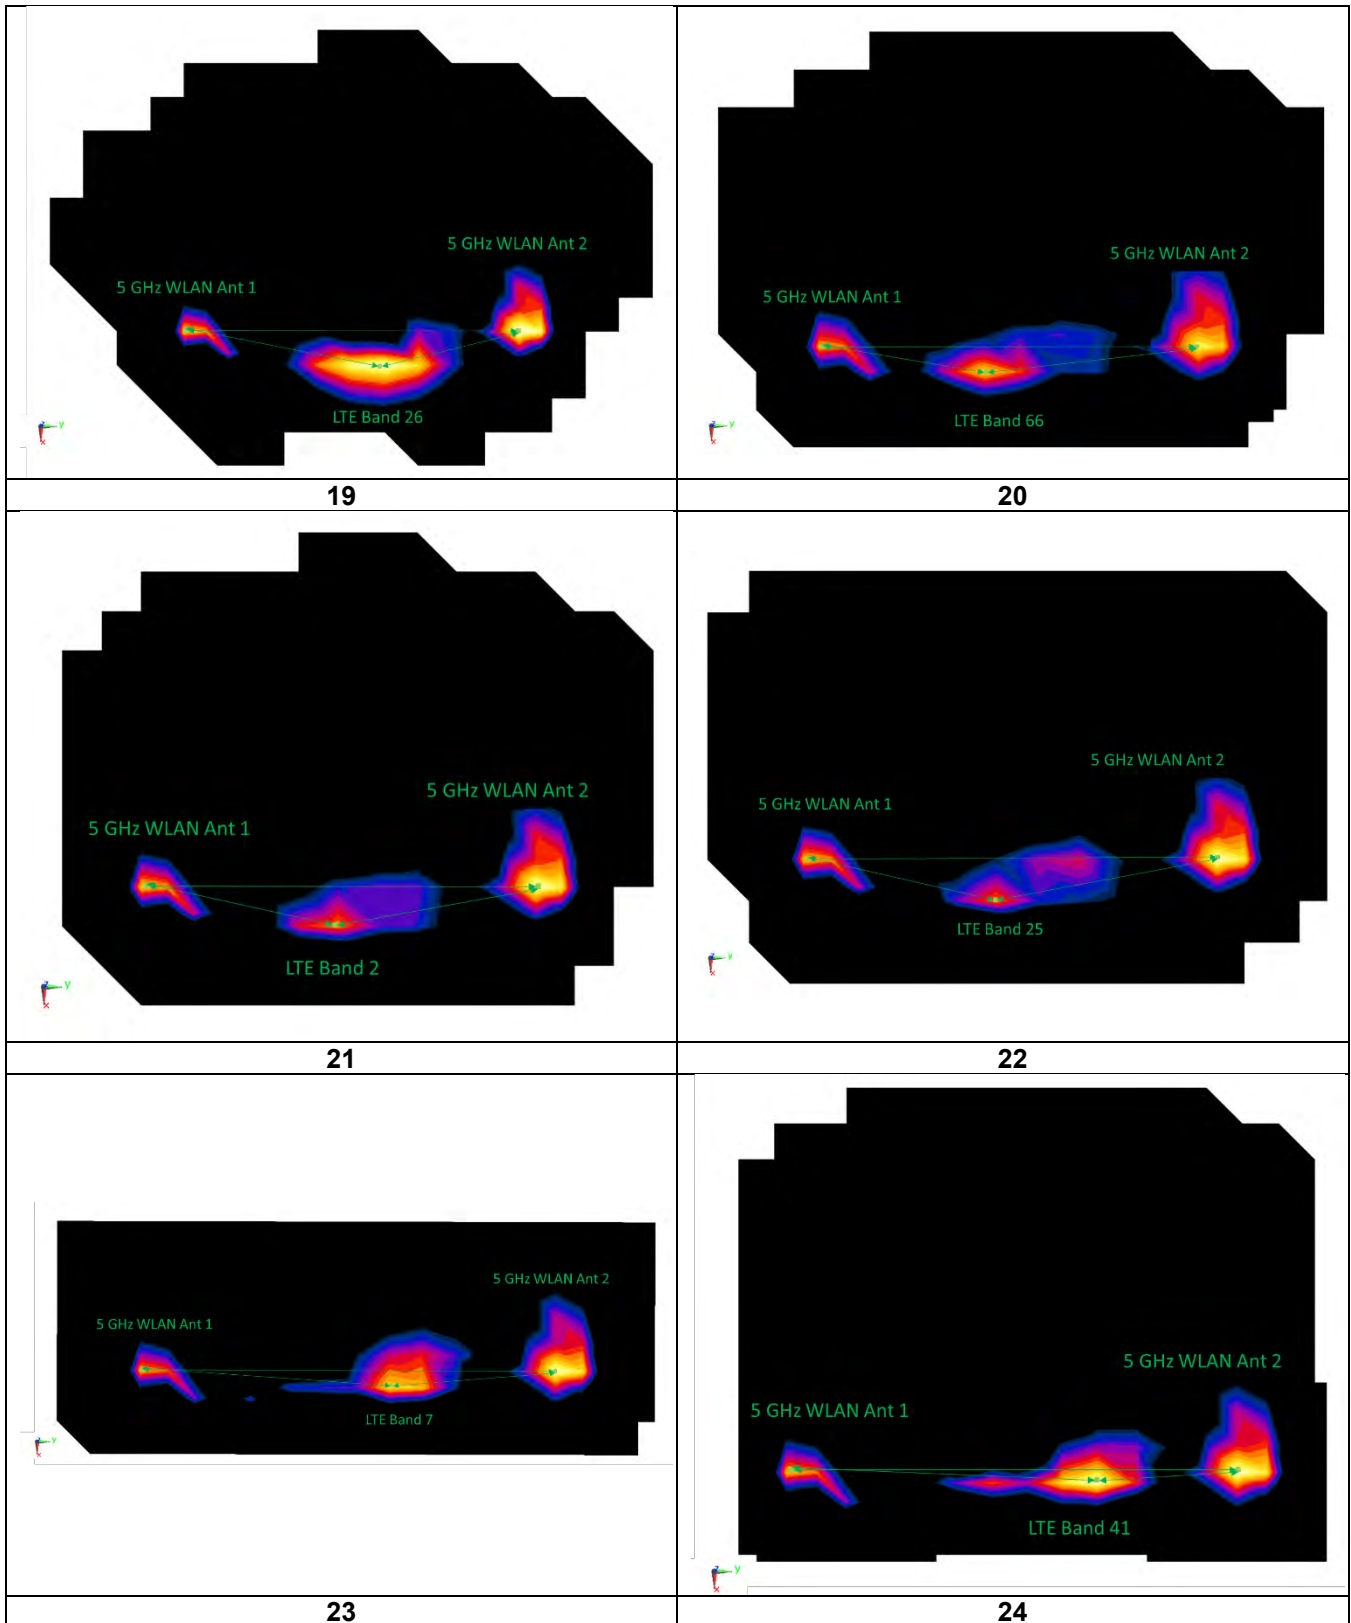 5 GHz WLAN Ant 2
5 GHz WLAN Ant 1
LTE Band 26
y
x
19
5 GHz WLAN Ant 2
5 GHz WLAN Ant 1
LTE Band 66
y
x
20
5 GHz WLAN Ant 2
5 GHz WLAN Ant 1
LTE Band 2
y
x
21
5 GHz WLAN Ant 2
5 GHz WLAN Ant 1
LTE Band 25
y
x
22
5 GHz WLAN Ant 2
5 GHz WLAN Ant 1
LTE Band 7
y
x
23
5 GHz WLAN Ant 2
5 GHz WLAN Ant 1
LTE Band 41
y
x
24